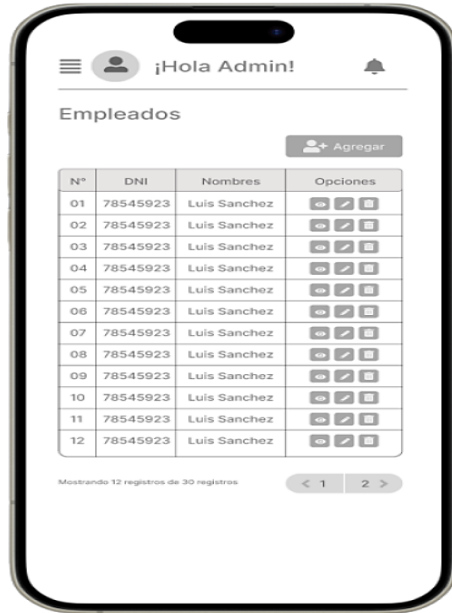 ¡Hola Admin!
Empleados
Agregar
N° DNI Nombres Opciones
01 78545923 Luis Sanchez
02 78545923 Luis Sanchez
03 78545923 Luis Sanchez
04 78545923 Luis Sanchez
05 78545923 Luis Sanchez
06 78545923 Luis Sanchez
07 78545923 Luis Sanchez
08 78545923 Luis Sanchez
09 78545923 Luis Sanchez
10 78545923 Luis Sanchez
11 78545923 Luis Sanchez
12 78545923 Luis Sanchez
Mostrando 12 registros de 30 registros
< 1 2 >